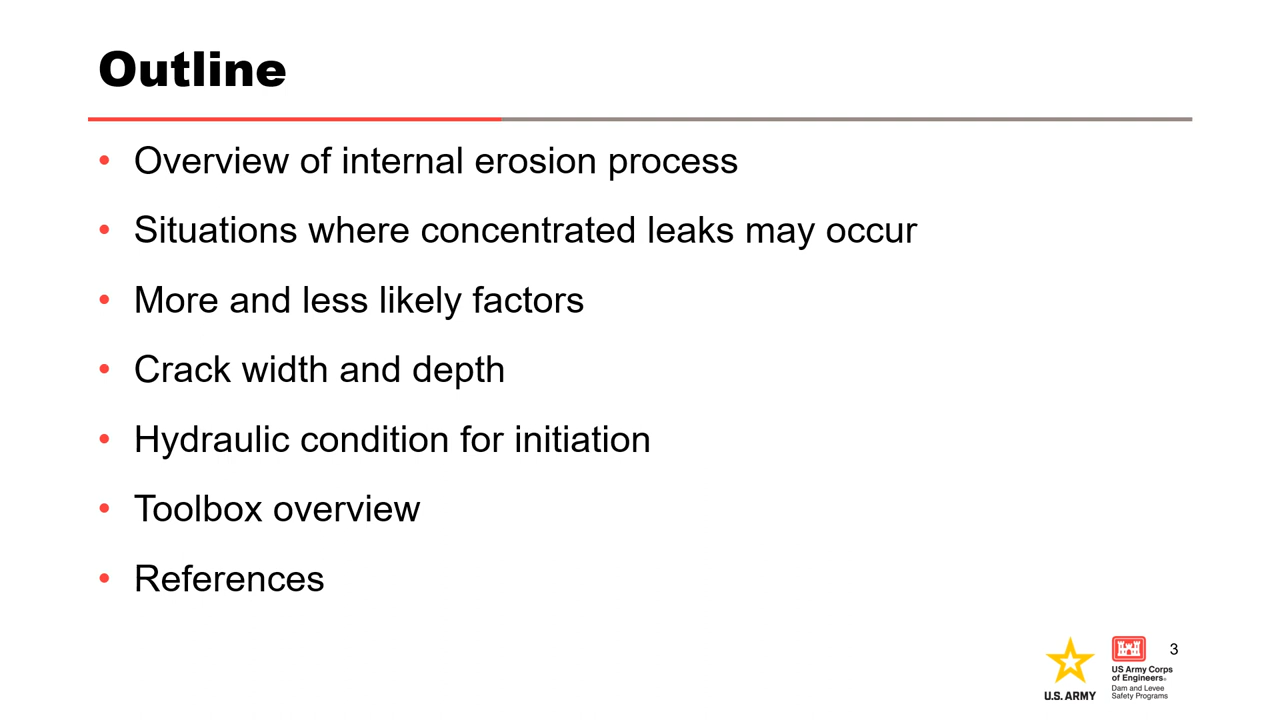 Outline
• Overview of internal erosion process
• Situations where concentrated leaks may occur
• More and less likely factors
• Crack width and depth
• Hydraulic condition for initiation
• Toolbox overview
• References
U.S. ARMY
US Army Corps
of Engineers®
Dam and Levee
Safety Programs
3